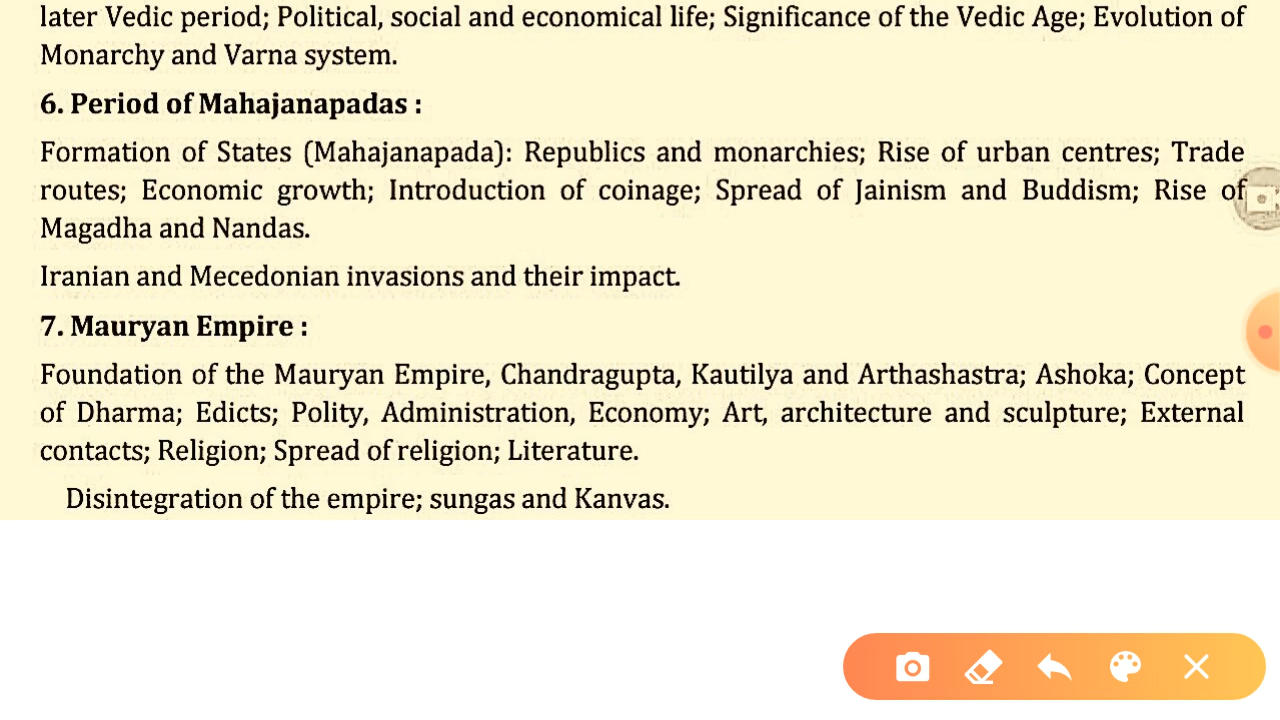 later Vedic period; Political, social and economical life; Significance of the Vedic Age; Evolution of
Monarchy and Varna system.
6. Period of Mahajanapadas :
Formation of States (Mahajanapada): Republics and monarchies; Rise of urban centres; Trade
routes; Economic growth; Introduction of coinage; Spread of Jainism and Buddism; Rise of
Magadha and Nandas.
Iranian and Mecedonian invasions and their impact.
7. Mauryan Empire :
Foundation of the Mauryan Empire, Chandragupta, Kautilya and Arthashastra; Ashoka; Concept
of Dharma; Edicts; Polity, Administration, Economy; Art, architecture and sculpture; External
contacts; Religion; Spread of religion; Literature.
Disintegration of the empire; sungas and Kanvas.